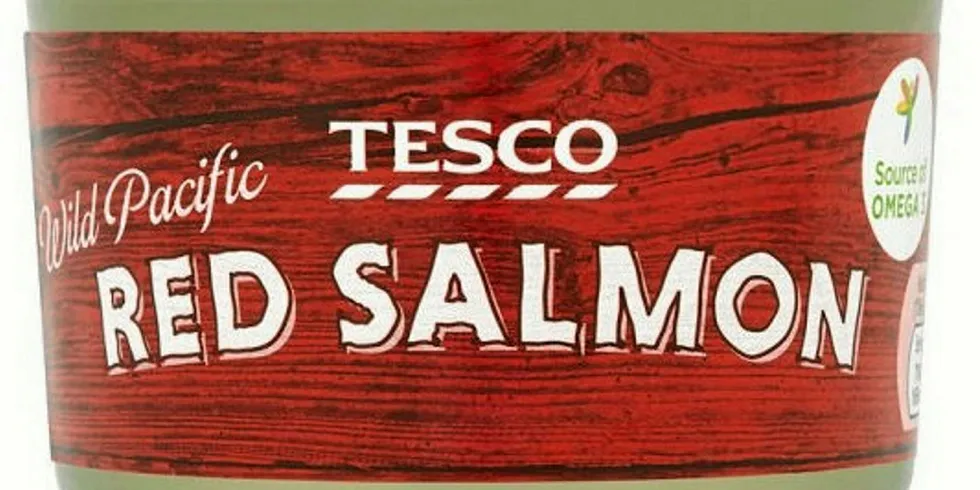 TESCO
Wild Pacific
RED SALMON
Source of
OMEGA 3